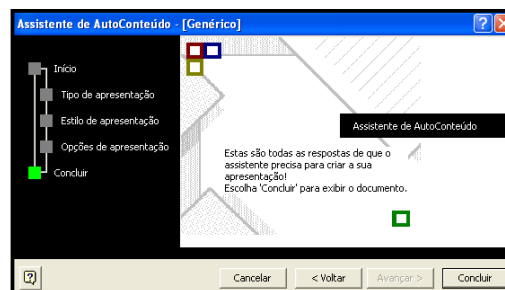 Assistente de AutoConteúdo - [Genérico]
Início
Tipo de apresentação
Estilo de apresentação
Opções de apresentação
Concluir
Assistente de AutoConteúdo
Estas são todas as respostas de que o
assistente precisa para criar a sua
apresentação!
Escolha 'Concluir' para exibir o documento.
Cancelar
< Voltar
Avançar >
Concluir